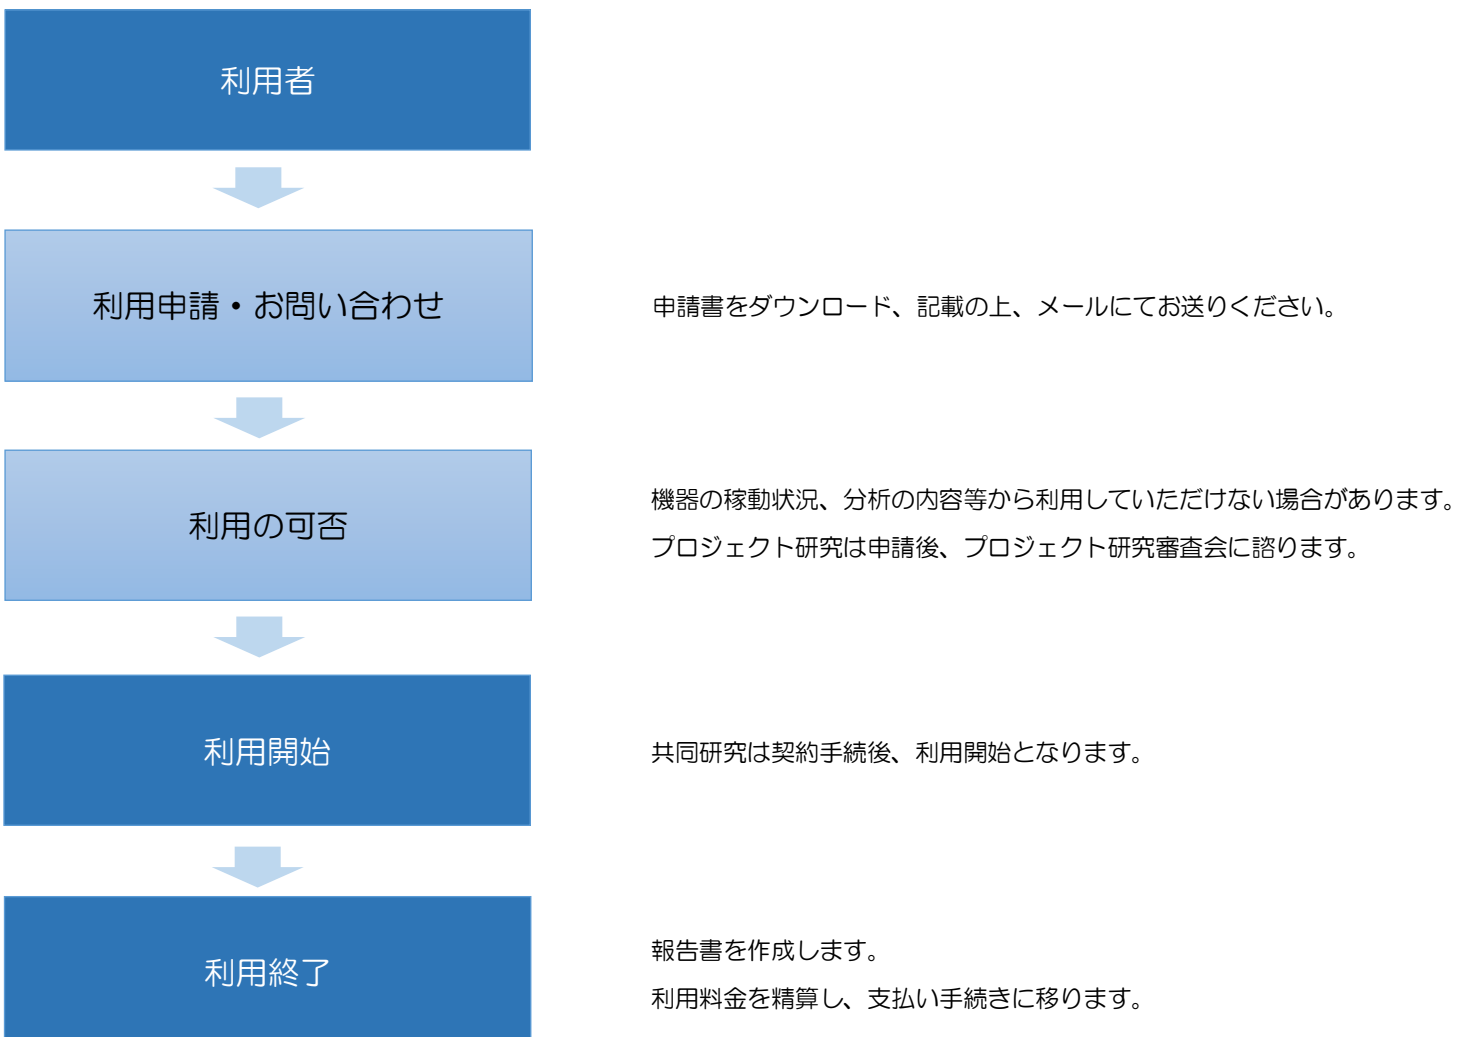 利用者
利用申請・お問い合わせ
申請書をダウンロード、記載の上、メールにてお送りください。
利用の可否
機器の稼動状況、分析の内容等から利用していただけない場合があります。
プロジェクト研究は申請後、プロジェクト研究審査会に諮ります。
利用開始
共同研究は契約手続後、利用開始となります。
利用終了
報告書を作成します。
利用料金を精算し、支払い手続きに移ります。